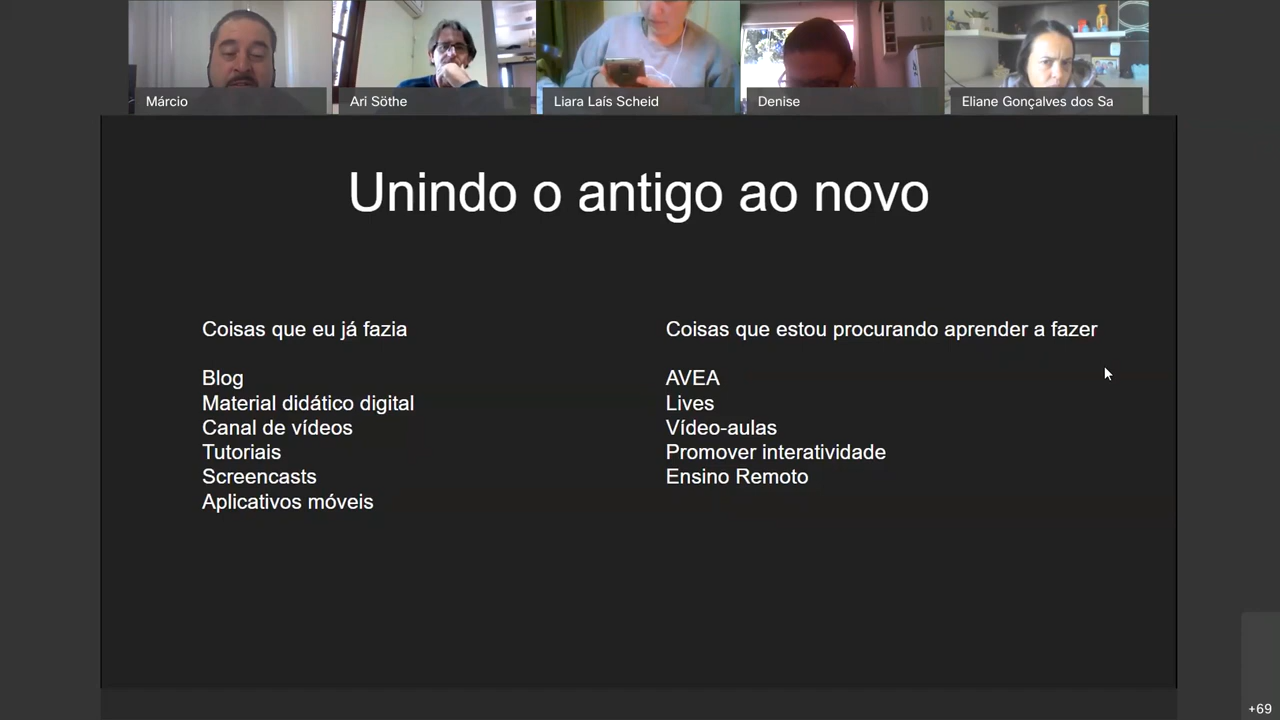 Márcio
Ari Söthe
Liara Laís Scheid
Denise
Eliane Gonçalves dos Sa
Unindo o antigo ao novo
Coisas que eu já fazia
Blog
Material didático digital
Canal de vídeos
Tutoriais
Screencasts
Aplicativos móveis
Coisas que estou procurando aprender a fazer
AVEA
Lives
Vídeo-aulas
Promover interatividade
Ensino Remoto
+69